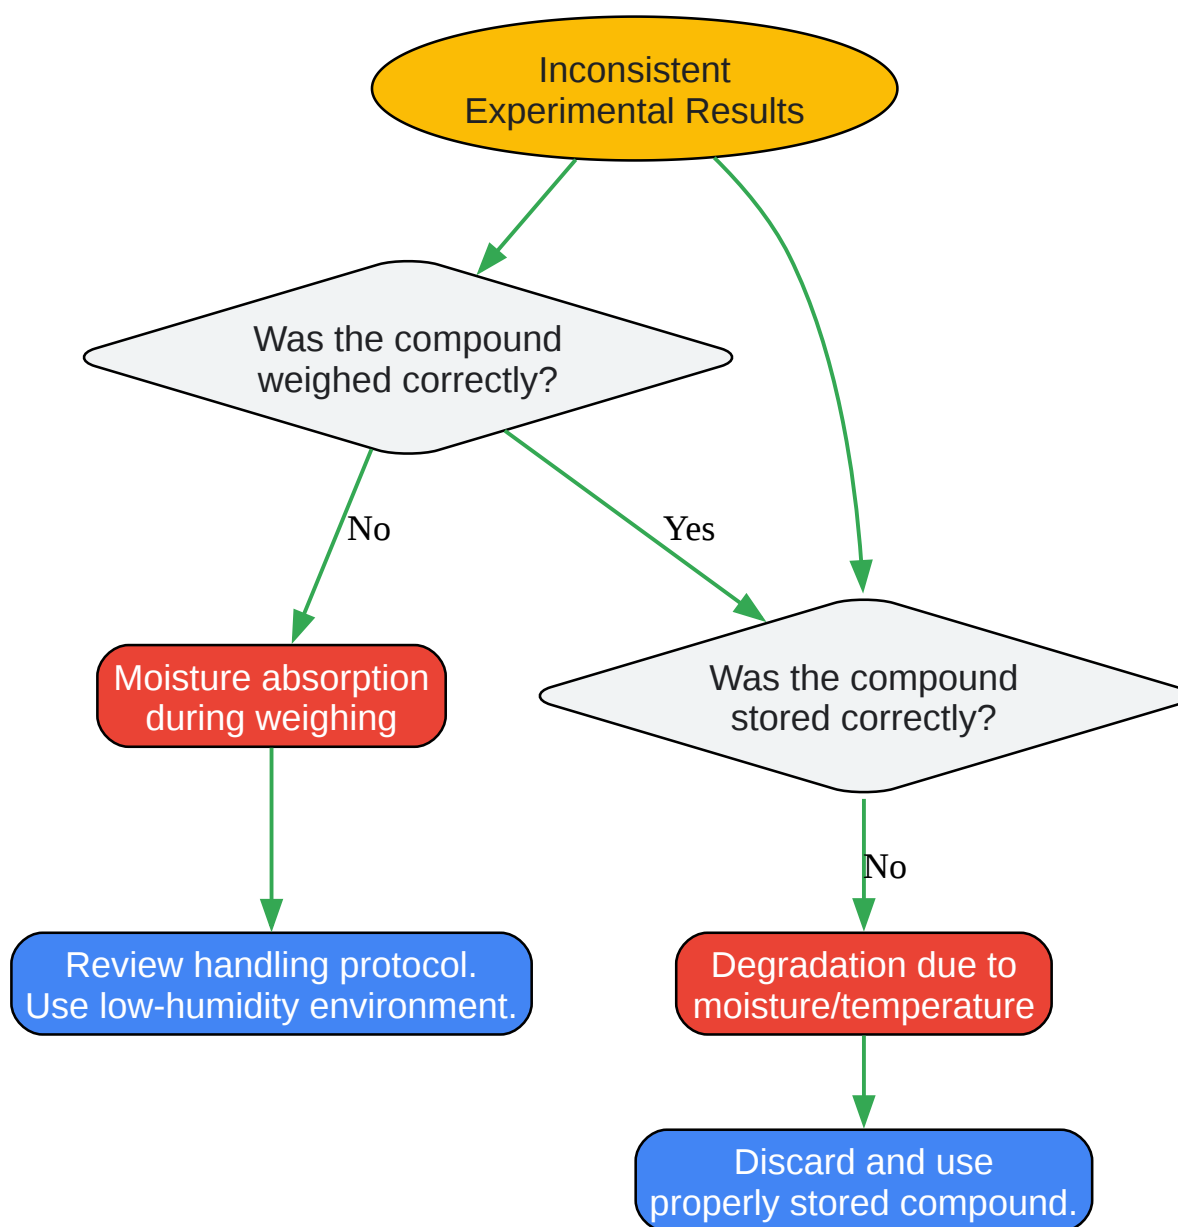 Inconsistent
Experimental Results
Was the compound
weighed correctly?
No
Yes
Moisture absorption
during weighing
Was the compound
stored correctly?
No
Review handling protocol.
Use low-humidity environment.
Degradation due to
moisture/temperature
Discard and use
properly stored compound.